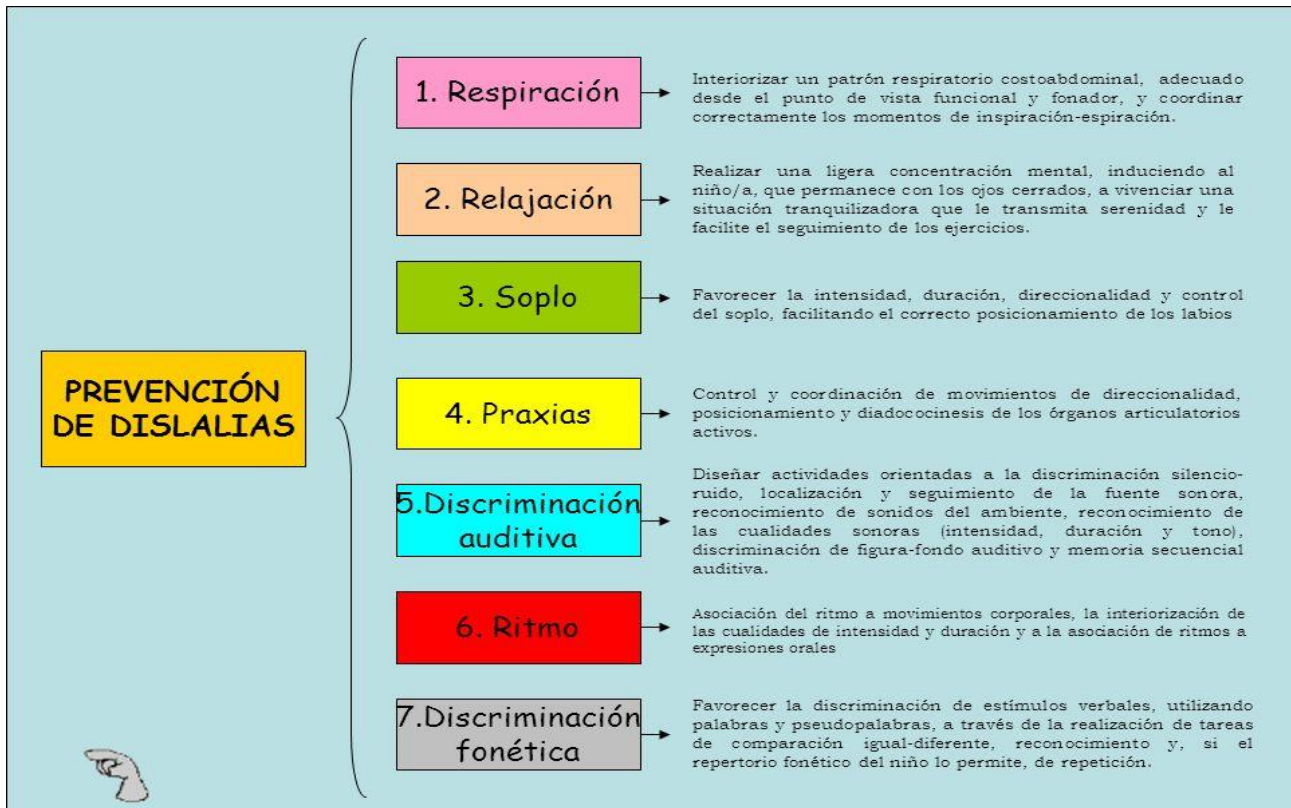 PREVENCIÓN
DE DISLALIAS
1. Respiración
Interiorizar un patrón respiratorio costoabdominal, adecuado
desde el punto de vista funcional y fonador, y coordinar
correctamente los momentos de inspiración-espiración.
2. Relajación
Realizar una ligera concentración mental, induciendo al
niño/a, que permanece con los ojos cerrados, a vivenciar una
situación tranquilizadora que le transmita serenidad y le
facilite el seguimiento de los ejercicios.
3. Soplo
Favorecer la intensidad, duración, direccionalidad y control
del soplo, facilitando el correcto posicionamiento de los labios
4. Praxias
Control y coordinación de movimientos de direccionalidad,
posicionamiento y diadococinesis de los órganos articulatorios
activos.
5.Discriminación
auditiva
Diseñar actividades orientadas a la discriminación silencio-
ruido, localización y seguimiento de la fuente sonora,
reconocimiento de sonidos del ambiente, reconocimiento de
las cualidades sonoras (intensidad, duración y tono),
discriminación de figura-fondo auditivo y memoria secuencial
auditiva.
6. Ritmo
Asociación del ritmo a movimientos corporales, la interiorización de
las cualidades de intensidad y duración y a la asociación de ritmos a
expresiones orales
7.Discriminación
fonética
Favorecer la discriminación de estímulos verbales, utilizando
palabras y pseudopalabras, a través de la realización de tareas
de comparación igual-diferente, reconocimiento y, si el
repertorio fonético del niño lo permite, de repetición.